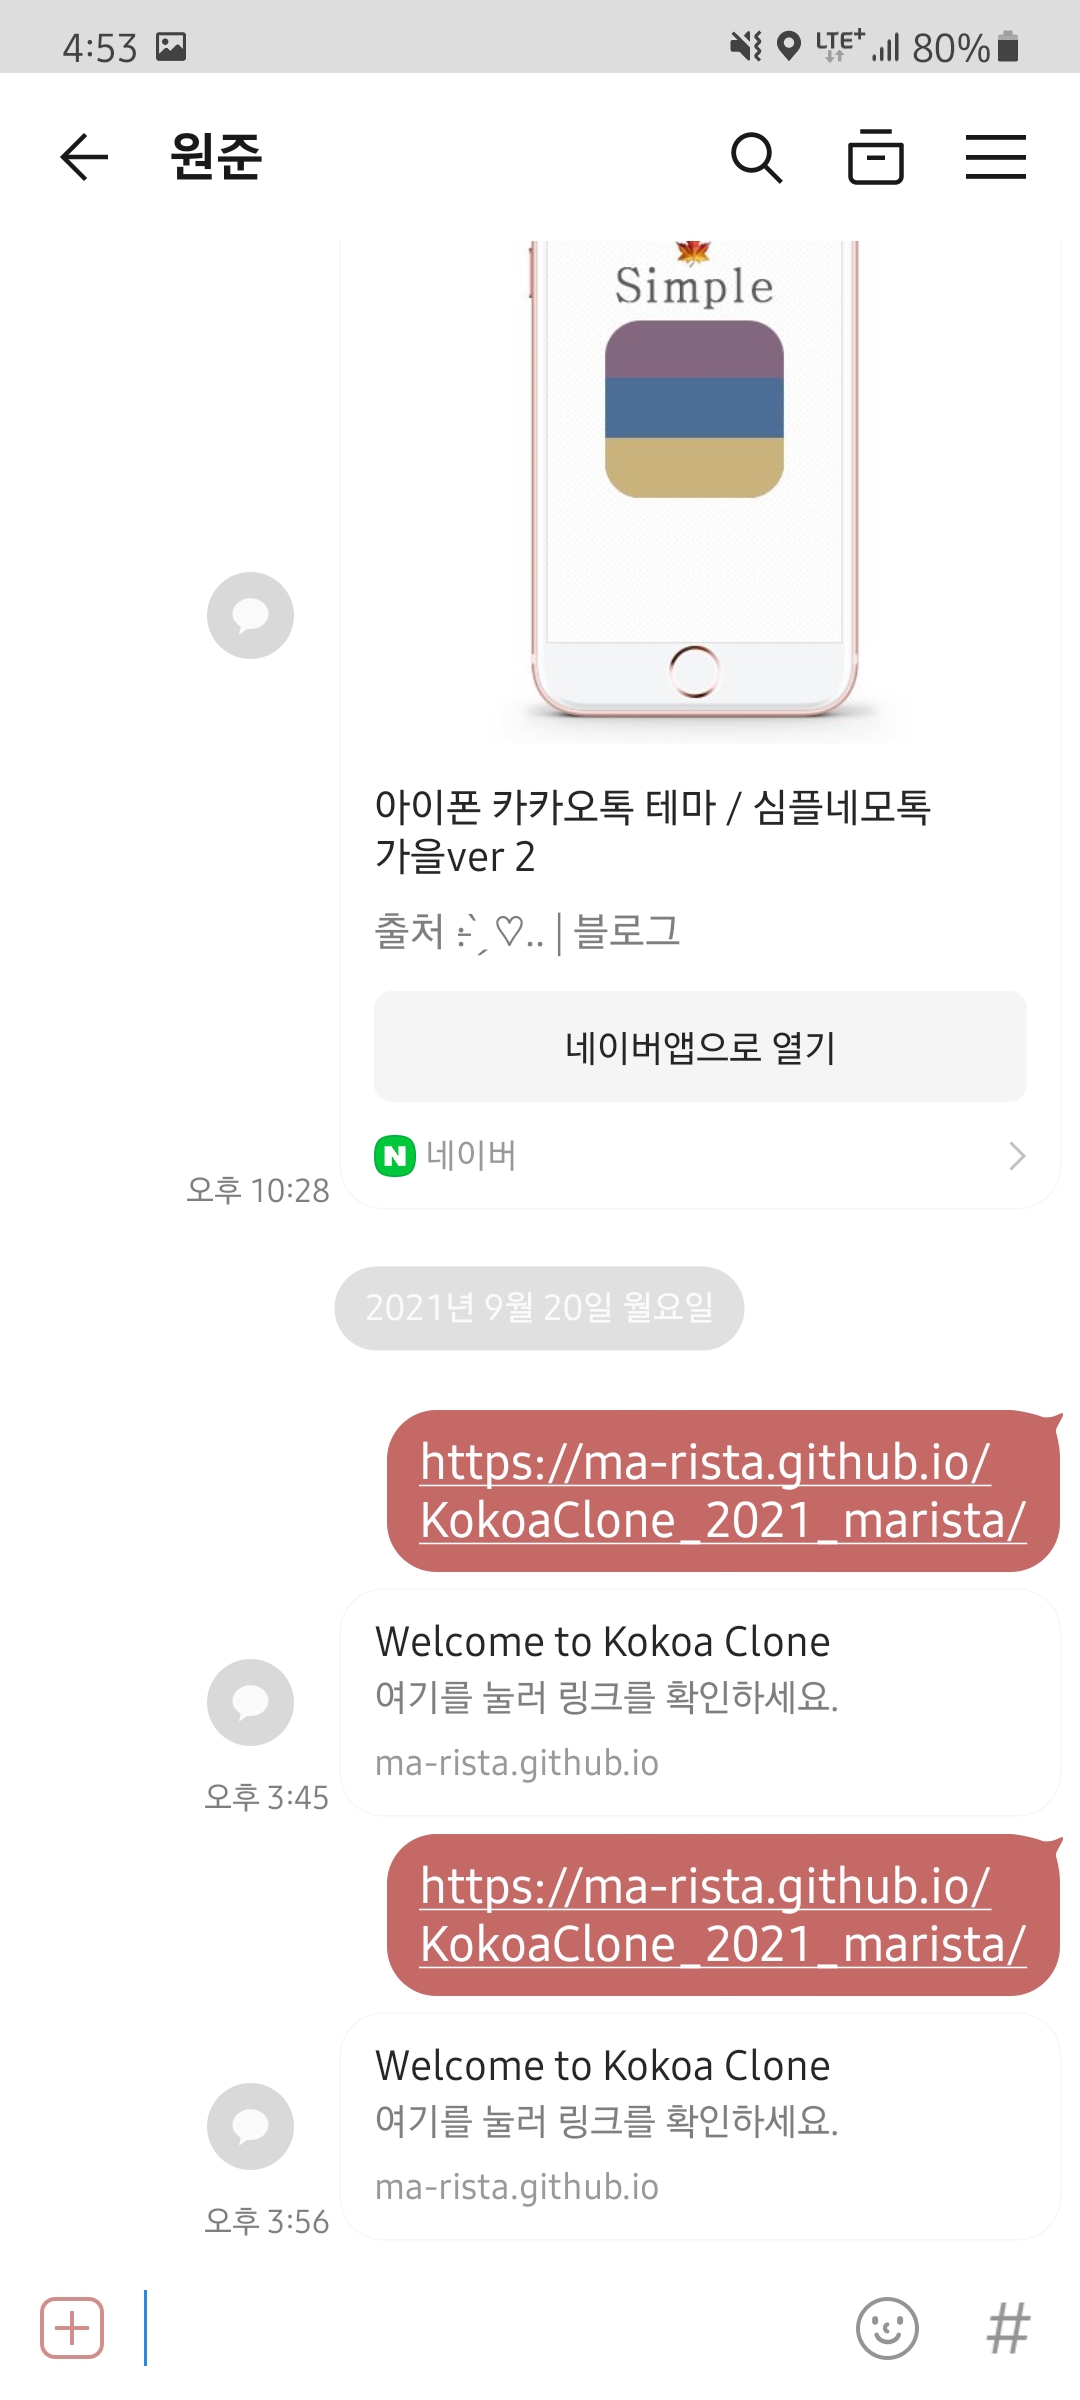 4:53
LTE+ 80%
원준
Simple
아이폰 카카오톡 테마 / 심플네모톡
가을ver 2
출처 :-̀ˏ♡.. | 블로그
네이버앱으로 열기
N 네이버
오후 10:28
2021년 9월 20일 월요일
https://ma-rista.github.io/
KokoaClone_2021_marista/
Welcome to Kokoa Clone
여기를 눌러 링크를 확인하세요.
ma-rista.github.io
오후 3:45
https://ma-rista.github.io/
KokoaClone_2021_marista/
Welcome to Kokoa Clone
여기를 눌러 링크를 확인하세요.
ma-rista.github.io
오후 3:56
#